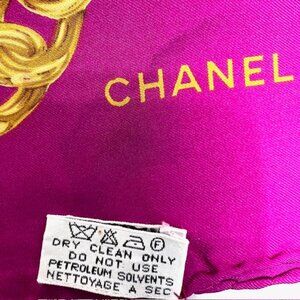 CHANEL
DRY CLEAN ONLY
DO NOT USE
PETROLEUM SOLVENTS
NETTOYAGE A SEC